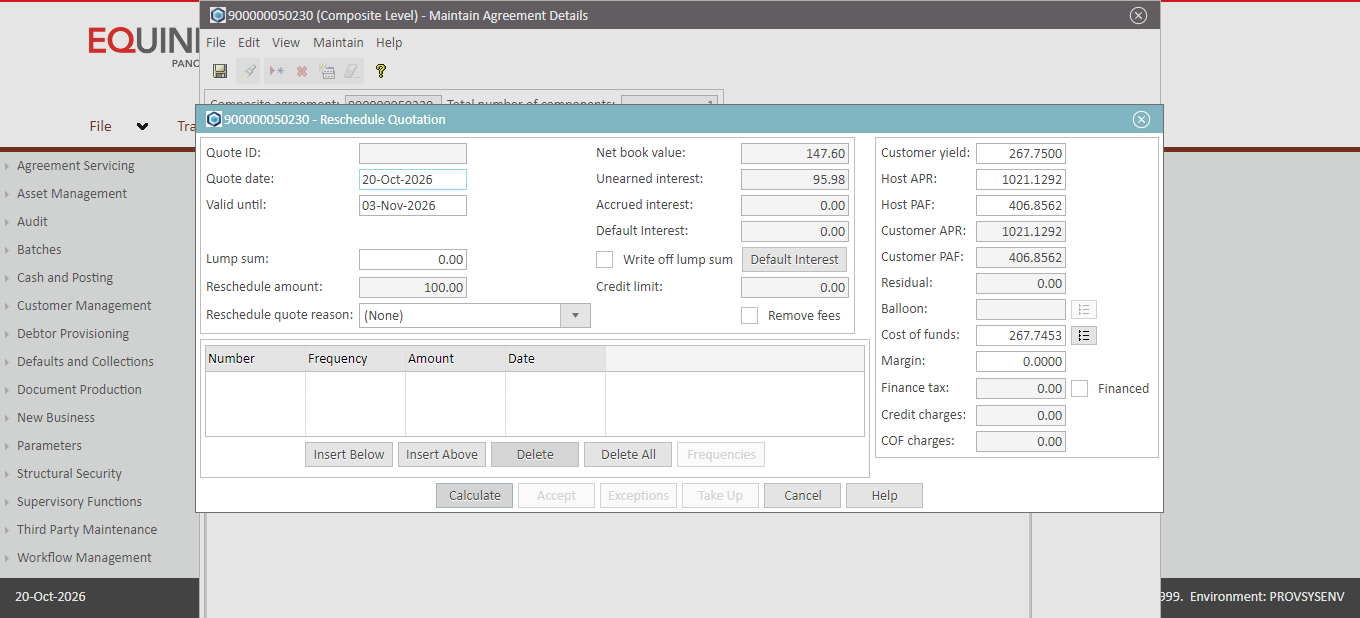 900000050230 (Composite Level) - Maintain Agreement Details
File Edit View Maintain Help
EQUINI
PANC
Composite agreement: 900000050230 Total number of components: 1
File Tra
900000050230 - Reschedule Quotation
Agreement Servicing
Asset Management
Audit
Batches
Cash and Posting
Customer Management
Debtor Provisioning
Defaults and Collections
Document Production
New Business
Parameters
Structural Security
Supervisory Functions
Third Party Maintenance
Workflow Management
Quote ID:
Quote date: 20-Oct-2026
Valid until: 03-Nov-2026
Lump sum: 0.00
Reschedule amount: 100.00
Reschedule quote reason: (None)
Net book value: 147.60
Unearned interest: 95.98
Accrued interest: 0.00
Default Interest: 0.00
Write off lump sum Default Interest
Credit limit: 0.00
Remove fees
Customer yield: 267.7500
Host APR: 1021.1292
Host PAF: 406.8562
Customer APR: 1021.1292
Customer PAF: 406.8562
Residual: 0.00
Balloon:
Cost of funds: 267.7453
Margin: 0.0000
Finance tax: 0.00 Financed
Credit charges: 0.00
COF charges: 0.00
Number Frequency Amount Date
Insert Below Insert Above Delete Delete All Frequencies
Calculate Accept Exceptions Take Up Cancel Help
20-Oct-2026
999. Environment: PROVSYSENV